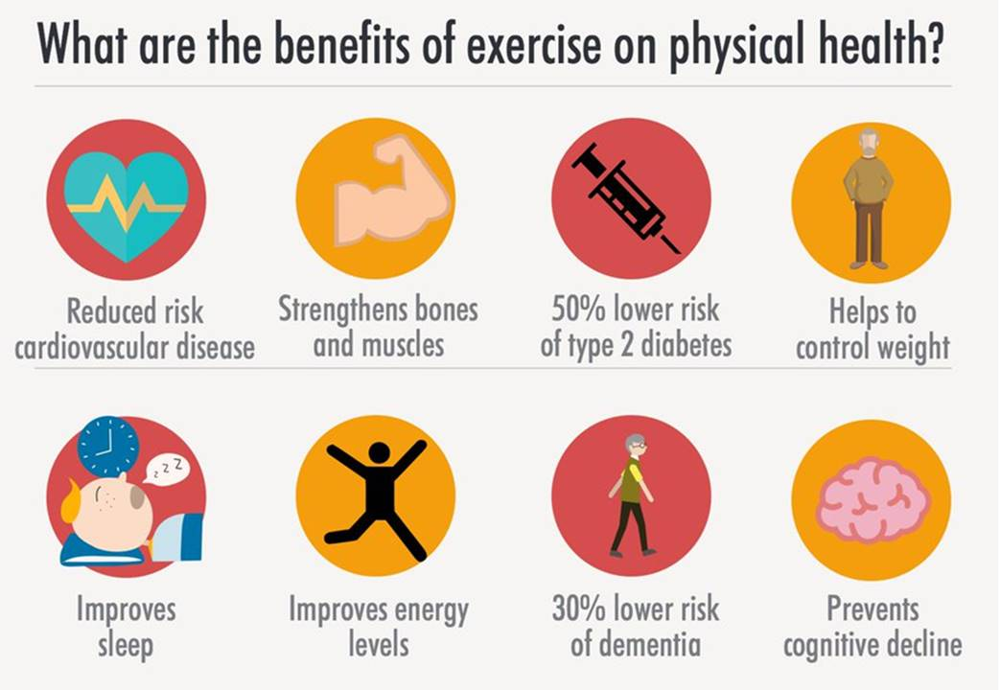 What are the benefits of exercise on physical health?
Reduced risk
cardiovascular disease
Strengthens bones
and muscles
50% lower risk
of type 2 diabetes
Helps to
control weight
z z Z
Improves
sleep
Improves energy
levels
30% lower risk
of dementia
Prevents
cognitive decline